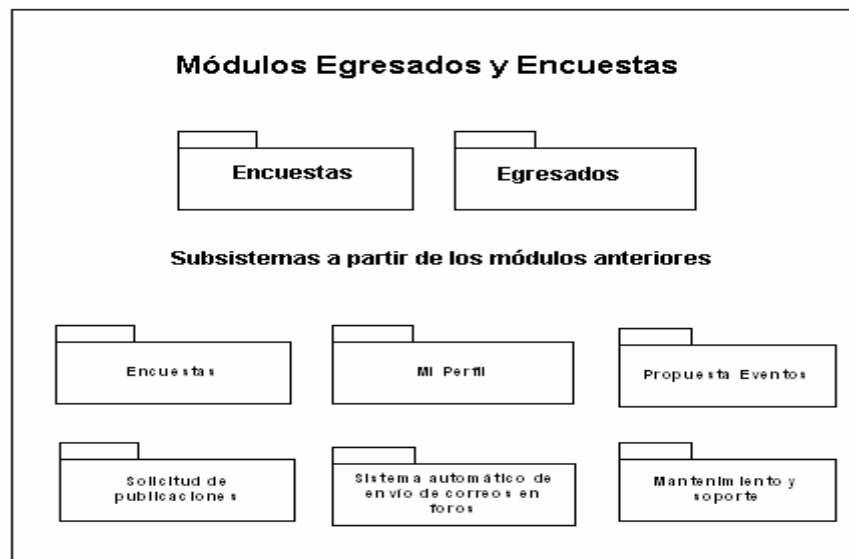 Módulos Egresados y Encuestas
Encuestas
Egresados
Subsistemas a partir de los módulos anteriores
Encuestas
Mi Perfil
Propuesta Eventos
Solicitud de
publicaciones
Sistema automático de
envío de correos en
foros
Mantenimiento y
soporte